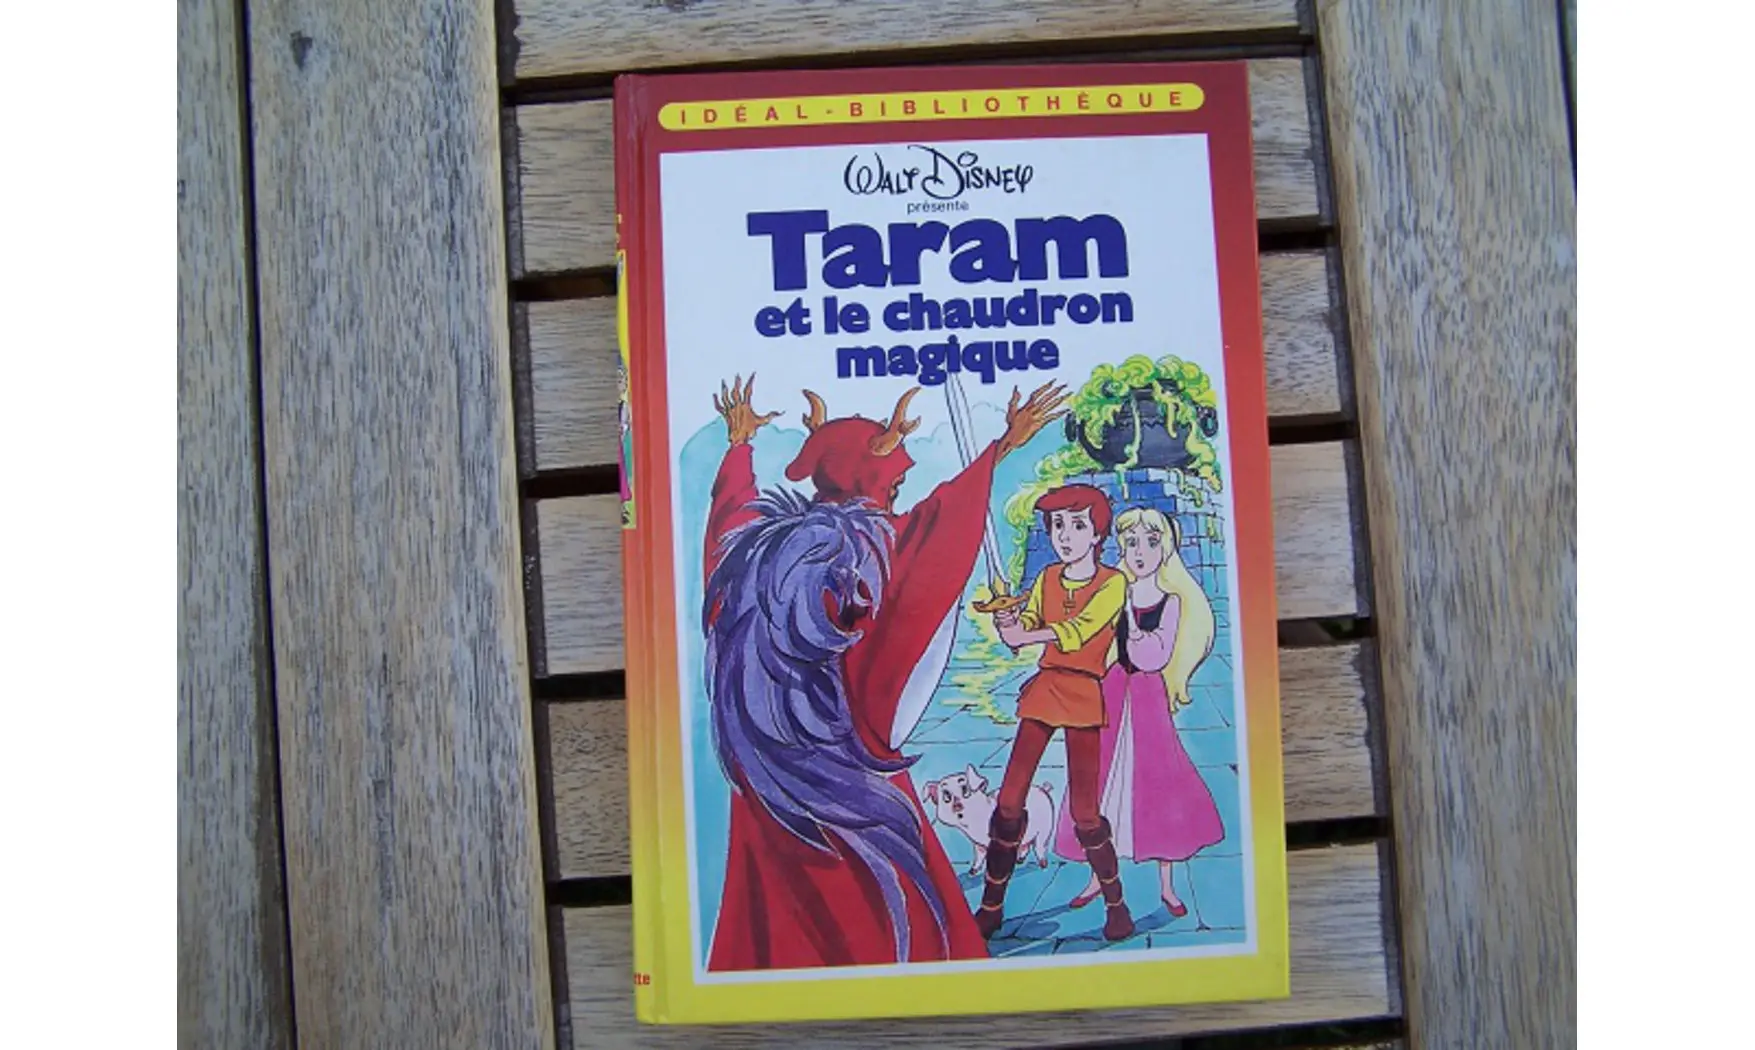 IDÉAL-BIBLIOTHÈQUE
WALT DISNEY
présente
Taram
et le chaudron
magique